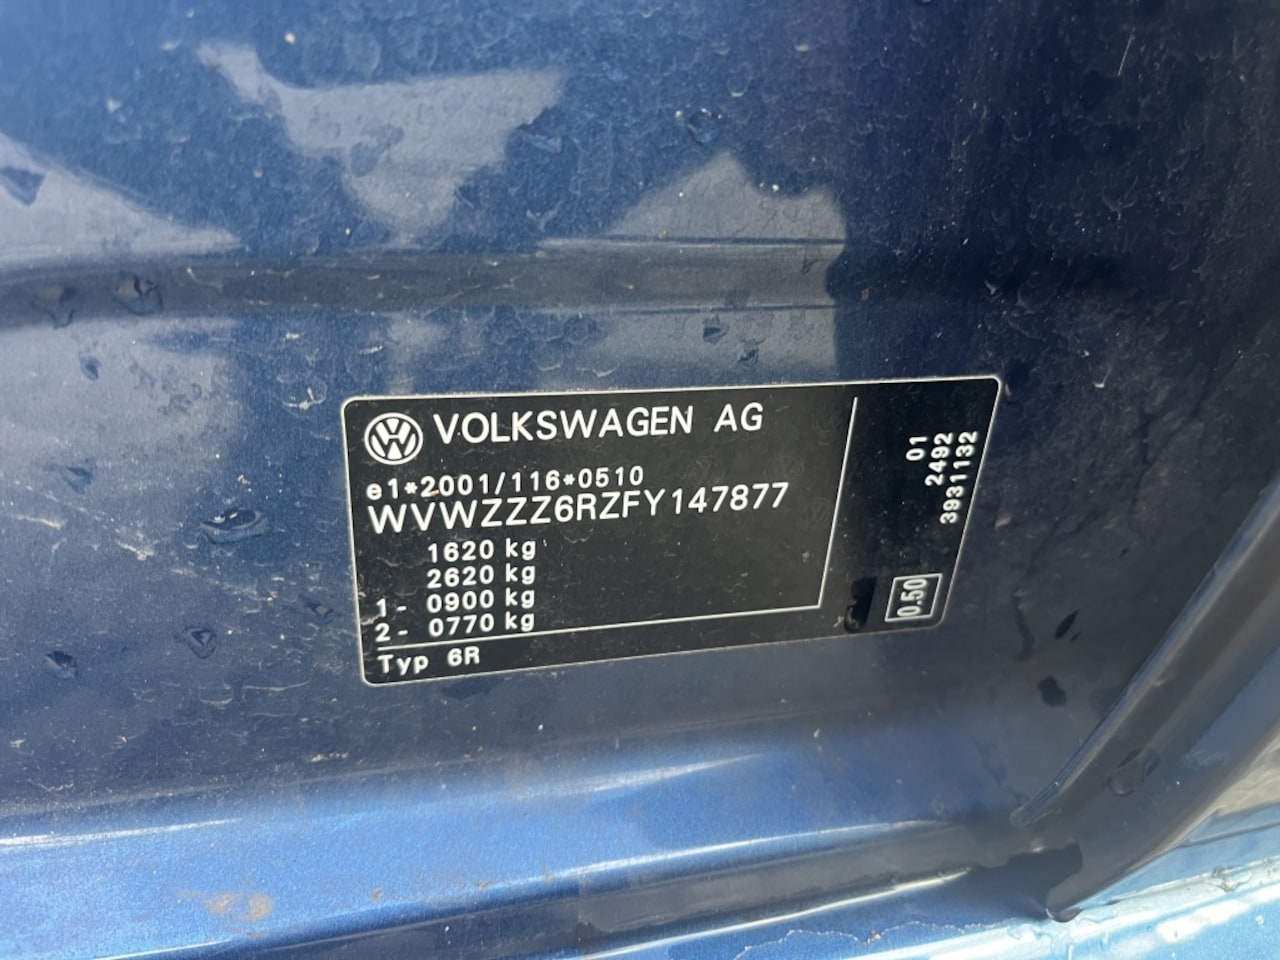 VOLKSWAGEN AG
e1*2001/116*0510
WVWZZZ6RZFY147877
1620 kg
2620 kg
1- 0900 kg
2- 0770 kg
Typ 6R
01
2492
3931132
0.50